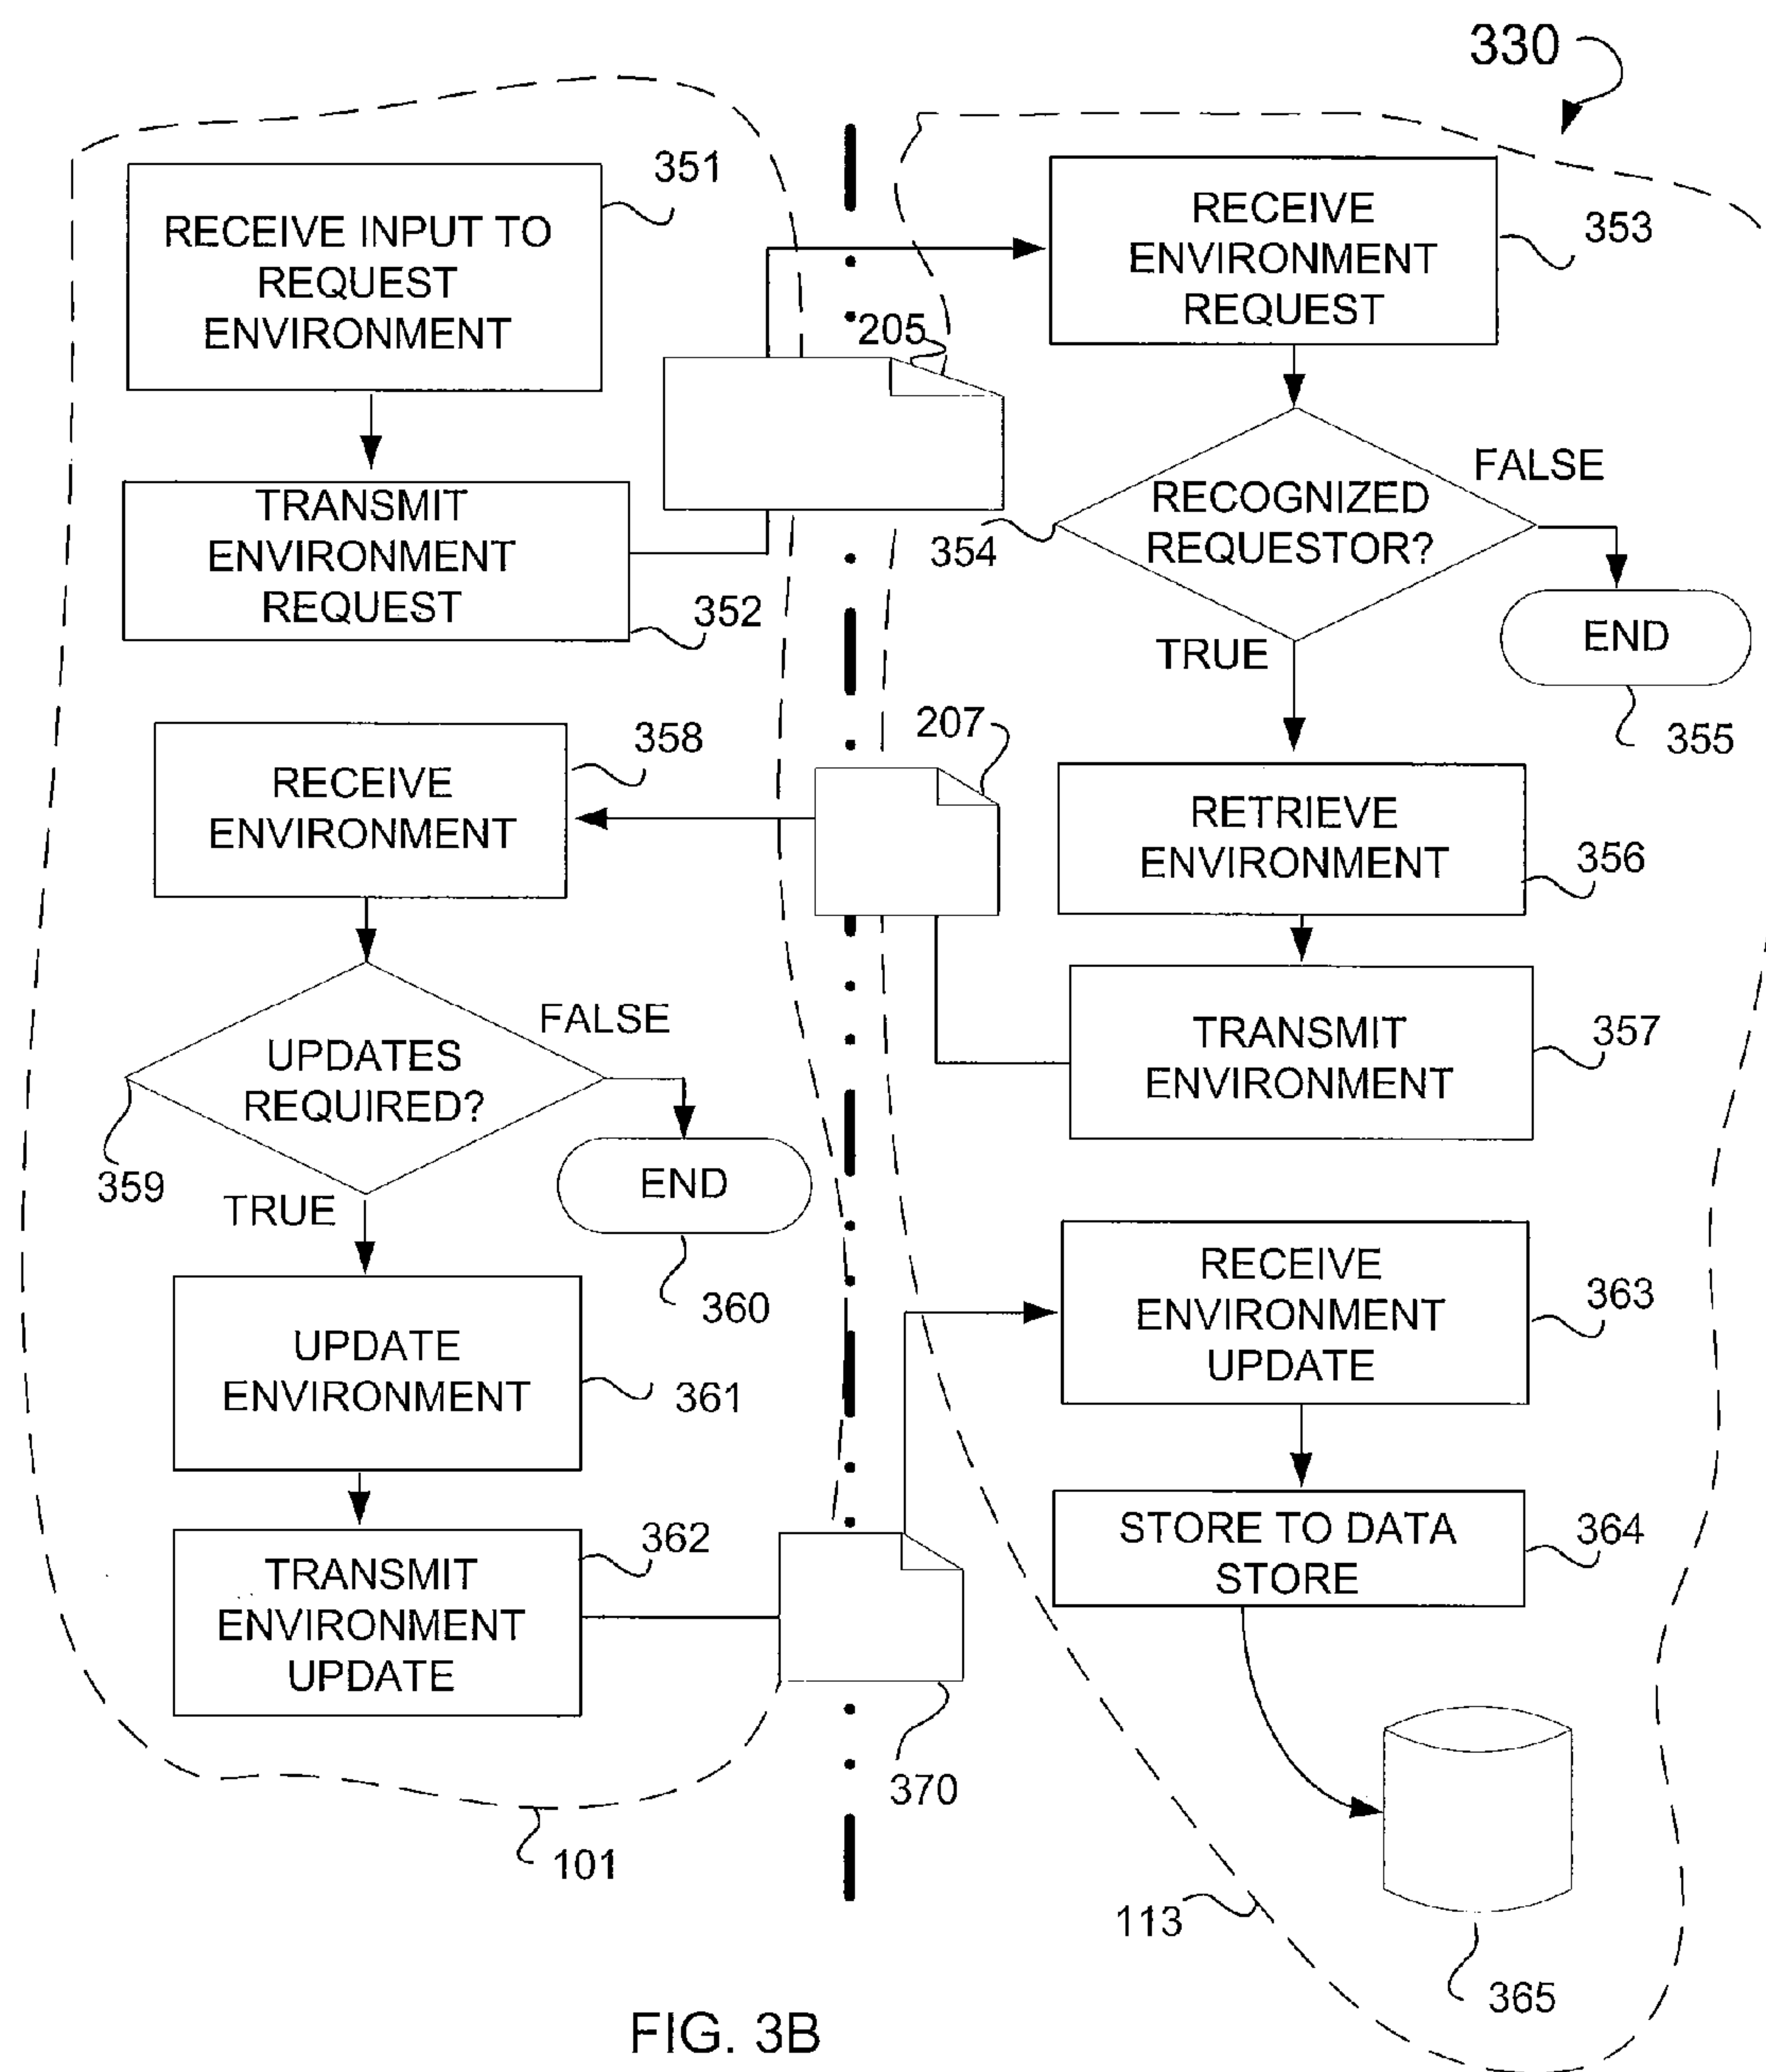 330
351
RECEIVE INPUT TO
REQUEST
ENVIRONMENT
TRANSMIT
ENVIRONMENT
REQUEST
352
205
RECEIVE
ENVIRONMENT
REQUEST
353
RECOGNIZED
REQUESTOR?
354
FALSE
END
355
TRUE
207
RETRIEVE
ENVIRONMENT
356
TRANSMIT
ENVIRONMENT
357
358
RECEIVE
ENVIRONMENT
UPDATES
REQUIRED?
359
FALSE
END
360
TRUE
UPDATE
ENVIRONMENT
361
TRANSMIT
ENVIRONMENT
UPDATE
362
370
RECEIVE
ENVIRONMENT
UPDATE
363
STORE TO DATA
STORE
364
365
101
113
FIG. 3B